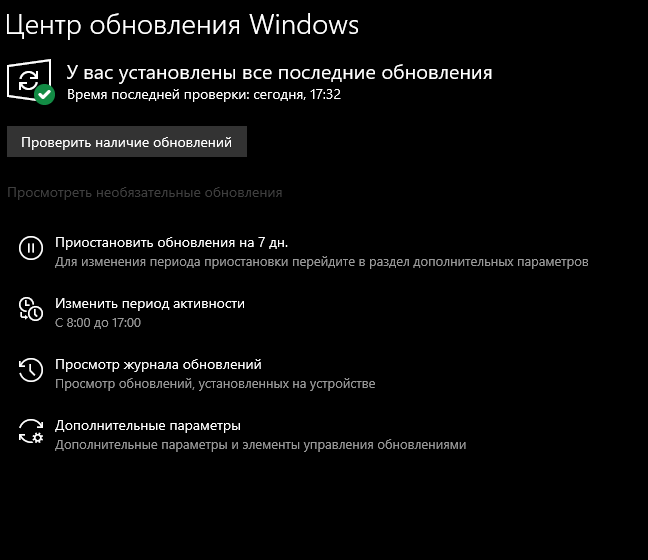 Центр обновления Windows
У вас установлены все последние обновления
Время последней проверки: сегодня, 17:32
Проверить наличие обновлений
Просмотреть необязательные обновления
Приостановить обновления на 7 дн.
Для изменения периода приостановки перейдите в раздел дополнительных параметров
Изменить период активности
С 8:00 до 17:00
Просмотр журнала обновлений
Просмотр обновлений, установленных на устройстве
Дополнительные параметры
Дополнительные параметры и элементы управления обновлениями